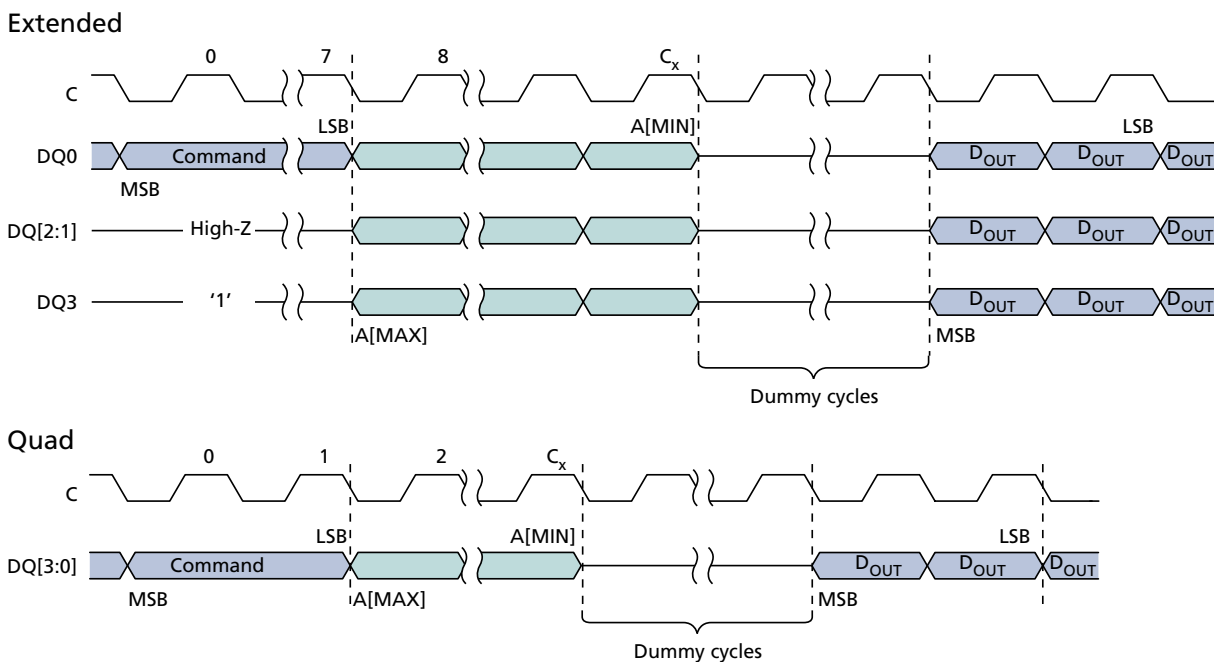 Extended
0 7 8 Cx
C
LSB A[MIN] LSB
DQ0 Command DOUT DOUT DOUT
MSB
DQ[2:1] High-Z DOUT DOUT DOUT
DQ3 ‘1’ DOUT DOUT DOUT
A[MAX] MSB
Dummy cycles
Quad
0 1 2 Cx
C
LSB A[MIN] LSB
DQ[3:0] Command DOUT DOUT DOUT
MSB A[MAX] MSB
Dummy cycles